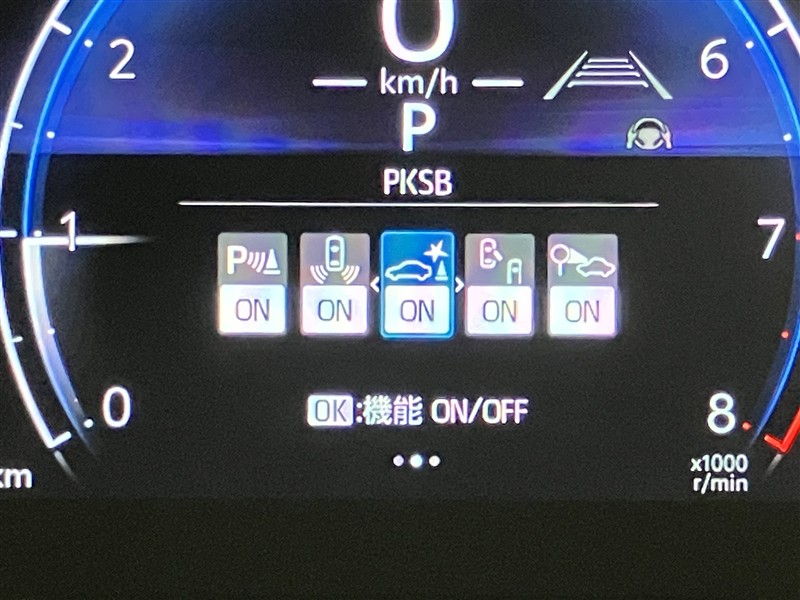 0
2
6
km/h
P
PKSB
1
7
P
ON ON ON ON ON
OK:機能 ON/OFF
0
8
km
x1000
r/min